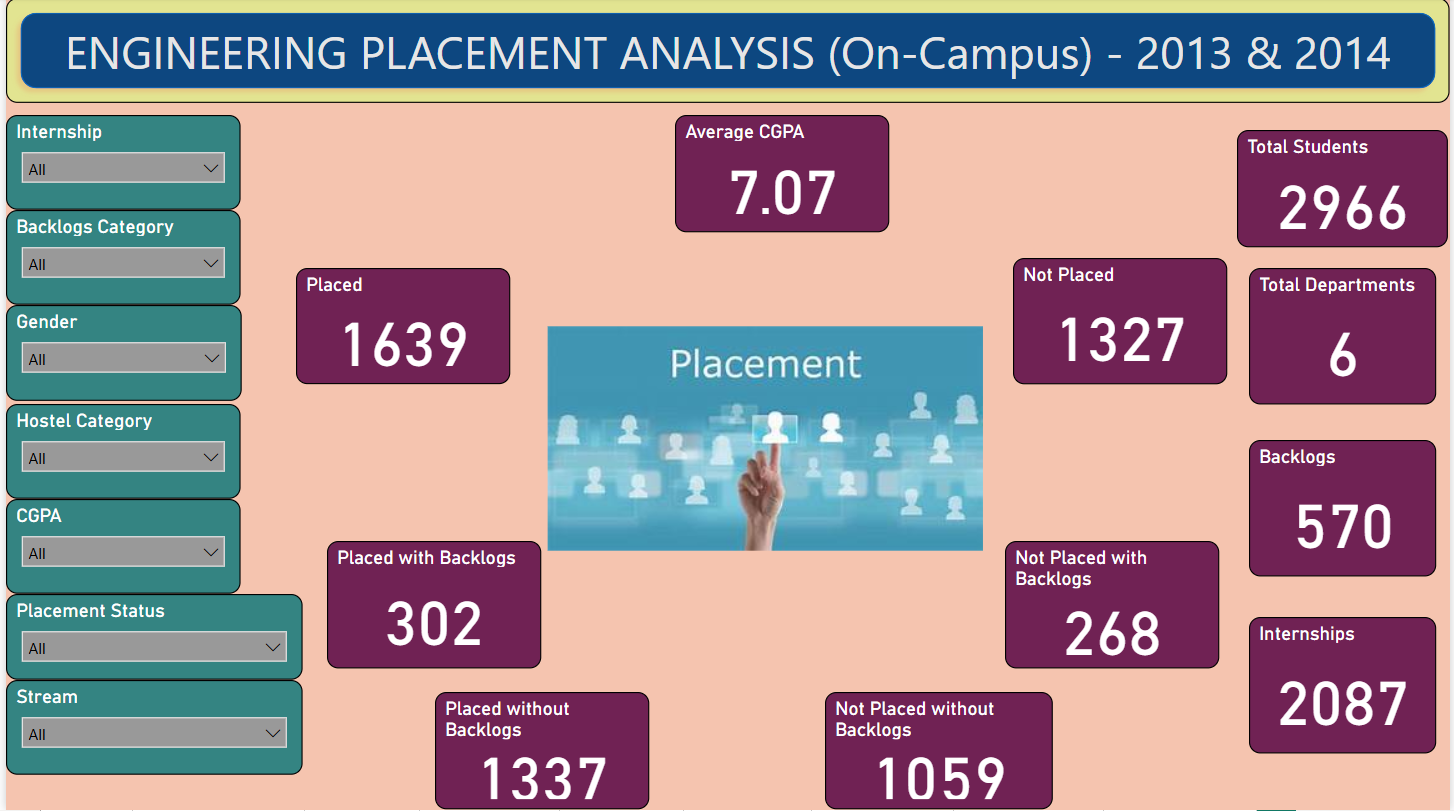 ENGINEERING PLACEMENT ANALYSIS (On-Campus) - 2013 & 2014
Internship
All
Backlogs Category
All
Gender
All
Hostel Category
All
CGPA
All
Placement Status
All
Stream
All
Average CGPA
7.07
Placed
1639
Not Placed
1327
Placement
Placed with Backlogs
302
Not Placed with
Backlogs
268
Placed without
Backlogs
1337
Not Placed without
Backlogs
1059
Total Students
2966
Total Departments
6
Backlogs
570
Internships
2087